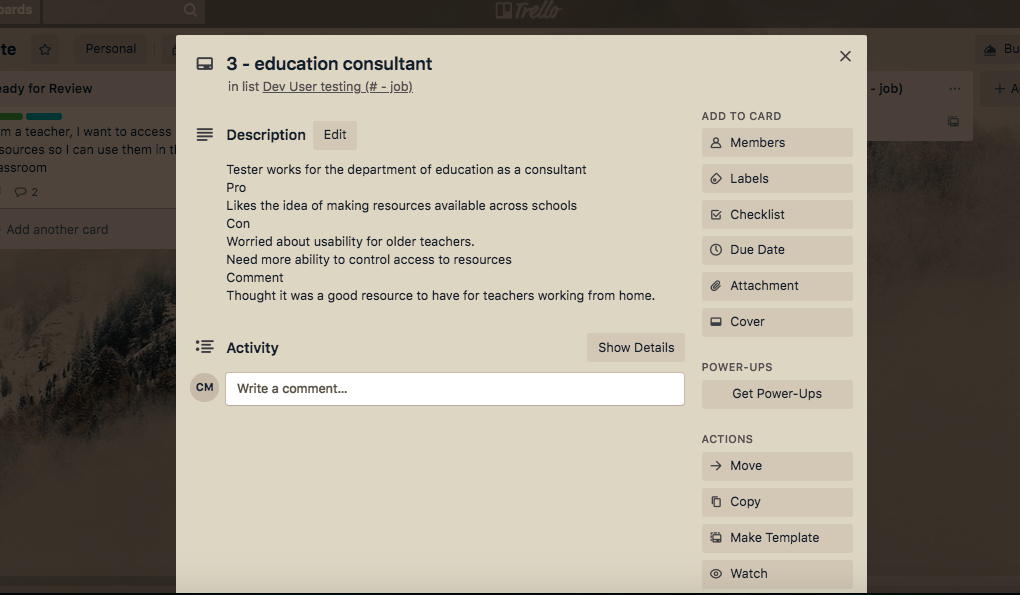 Trello
te
Personal
Bu
eady for Review
- job)
A
m a teacher, I want to access
sources so I can use them in th
assroom
2
Add another card
3 - education consultant
in list Dev User testing (# - job)
Description
Edit
Tester works for the department of education as a consultant
Pro
Likes the idea of making resources available across schools
Con
Worried about usability for older teachers.
Need more ability to control access to resources
Comment
Thought it was a good resource to have for teachers working from home.
Activity
Show Details
CM
Write a comment...
ADD TO CARD
Members
Labels
Checklist
Due Date
Attachment
Cover
POWER-UPS
Get Power-Ups
ACTIONS
Move
Copy
Make Template
Watch